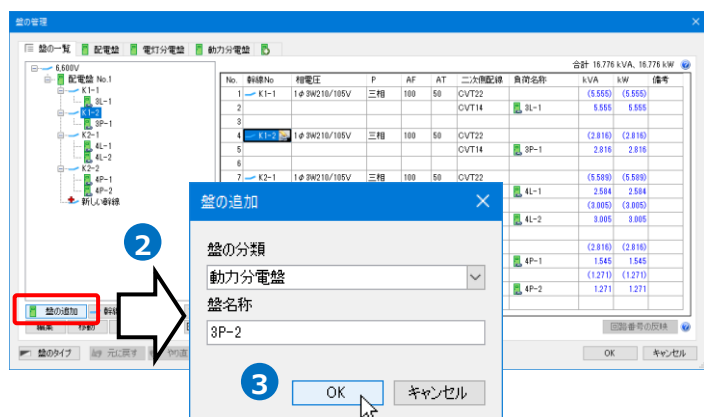 盤の管理
盤の一覧 配電盤 電灯分電盤 動力分電盤
合計 16.776 kVA, 16.776 kW
6,600V
配電盤 No.1
K1-1
3L-1
K1-2
3P-1
K2-1
4L-1
4L-2
K2-2
4P-1
4P-2
新しい幹線
No. 幹線No 相電圧 P AF AT 二次側配線 負荷名称 kVA kW 備考
1 K1-1 1φ3W210/105V 三相 100 50 CVT22 (5.555) (5.555)
2 CVT14 3L-1 5.555 5.555
3
4 K1-2 1φ3W210/105V 三相 100 50 CVT22 (2.816) (2.816)
5 CVT14 3P-1 2.816 2.816
6
7 K2-1 1φ3W210/105V 三相 100 50 CVT22 (5.589) (5.589)
4L-1 2.584 2.584
(3.005) (3.005)
4L-2 3.005 3.005
(2.816) (2.816)
4P-1 1.545 1.545
(1.271) (1.271)
4P-2 1.271 1.271
2
盤の追加
盤の分類
動力分電盤
盤名称
3P-2
3
OK キャンセル
盤の追加 幹線
編集 移動
回路番号の反映
盤のタイプ 元に戻す やり直
OK キャンセル